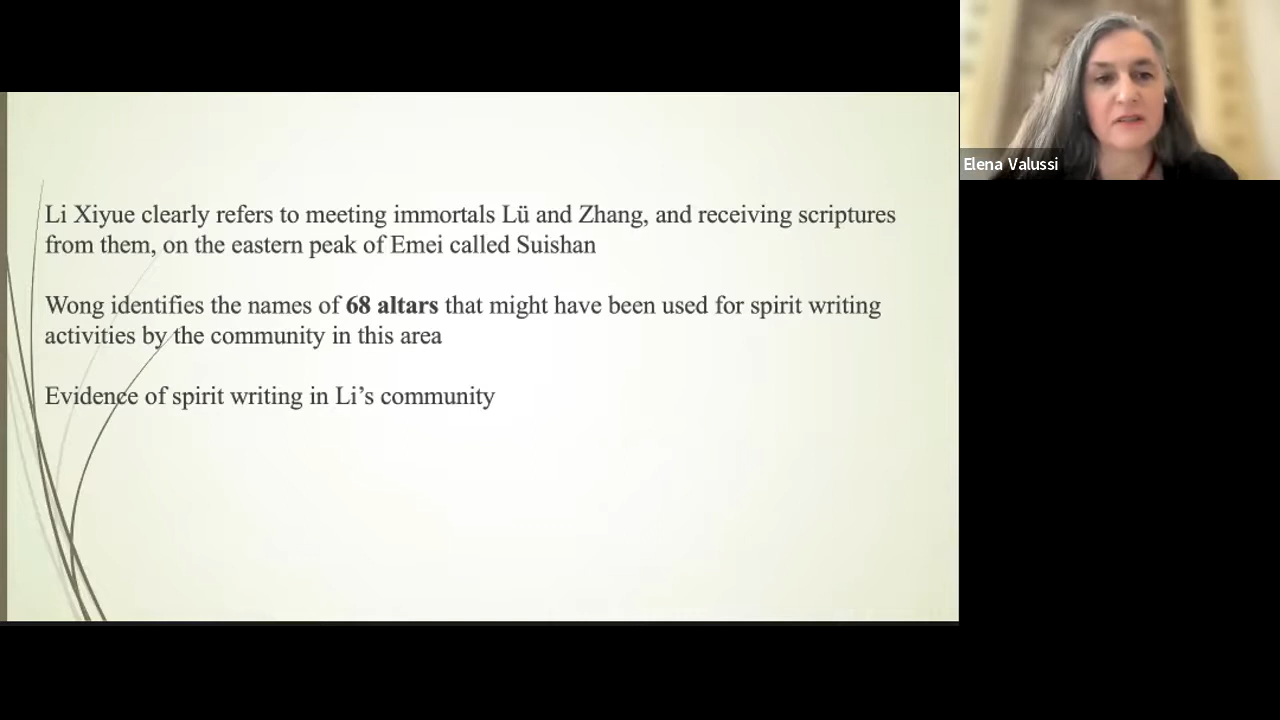 Li Xiyue clearly refers to meeting immortals Lü and Zhang, and receiving scriptures
from them, on the eastern peak of Emei called Suishan
Wong identifies the names of 68 altars that might have been used for spirit writing
activities by the community in this area
Evidence of spirit writing in Li’s community
Elena Valussi